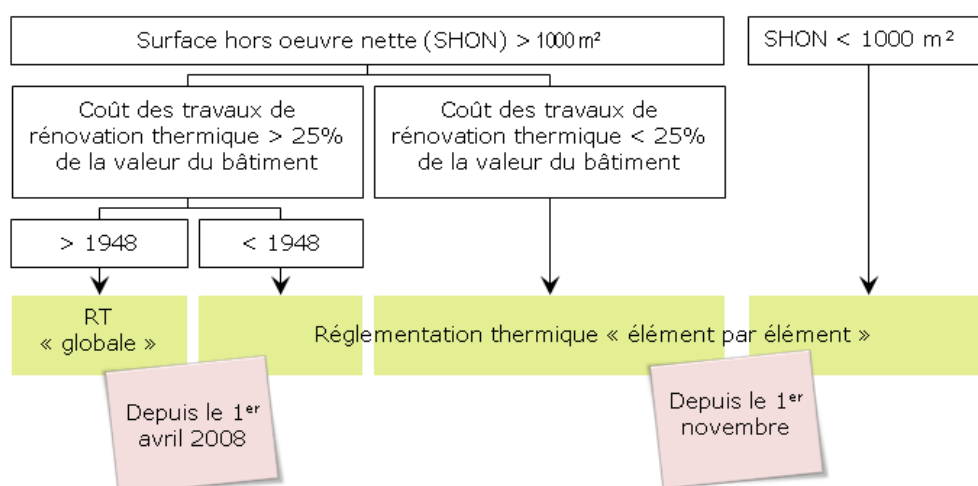 Surface hors oeuvre nette (SHON) > 1000 m²
SHON < 1000 m²
Coût des travaux de
rénovation thermique > 25%
de la valeur du bâtiment
Coût des travaux de
rénovation thermique < 25%
de la valeur du bâtiment
> 1948
< 1948
RT
« globale »
Réglementation thermique « élément par élément »
Depuis le 1er
avril 2008
Depuis le 1er
novembre